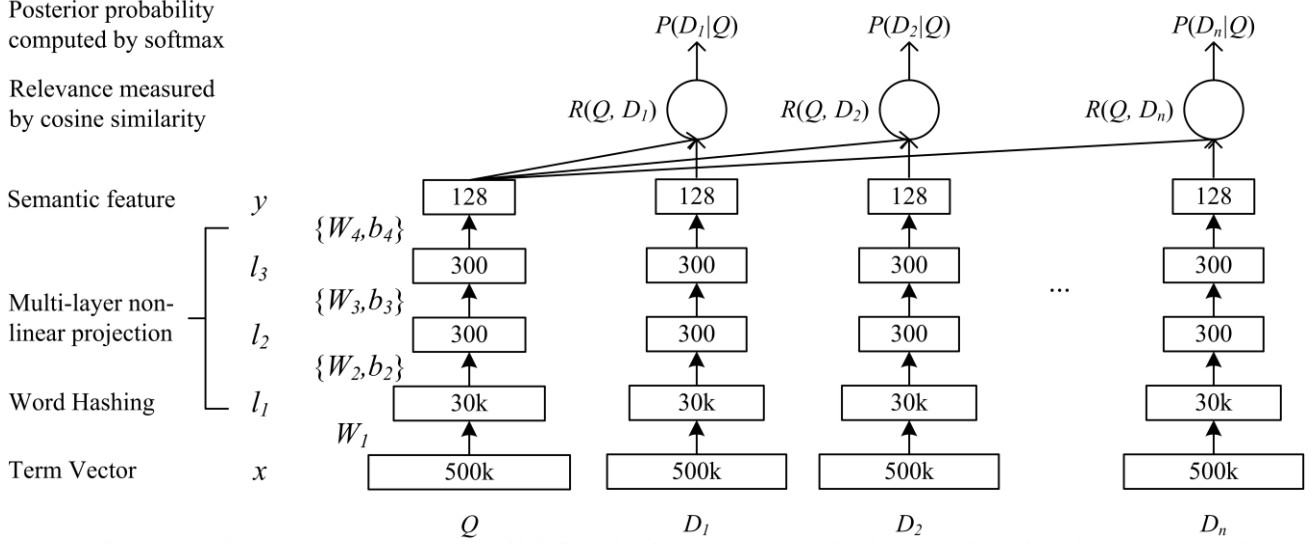 Posterior probability
computed by softmax
P(D₁|Q) P(D₂|Q) P(Dₙ|Q)
Relevance measured
by cosine similarity
R(Q, D₁) R(Q, D₂) R(Q, Dₙ)
Semantic feature y 128 128 128 128
{W₄,b₄}
l₃ 300 300 300 300
Multi-layer non-
linear projection
{W₃,b₃}
...
l₂ 300 300 300 300
{W₂,b₂}
Word Hashing l₁ 30k 30k 30k 30k
W₁
Term Vector x 500k 500k 500k 500k
Q D₁ D₂ Dₙ